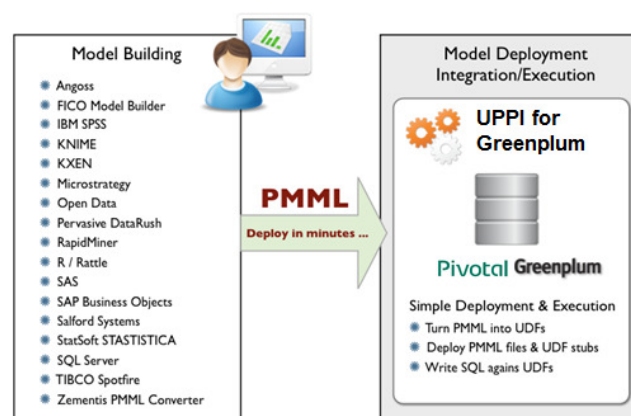 Model Building
Angoss
FICO Model Builder
IBM SPSS
KNIME
KXEN
Microstrategy
Open Data
Pervasive DataRush
RapidMiner
R / Rattle
SAS
SAP Business Objects
Salford Systems
StatSoft STASTISTICA
SQL Server
TIBCO Spotfire
Zementis PMML Converter
PMML
Deploy in minutes ...
Model Deployment
Integration/Execution
UPPI for
Greenplum
Pivotal Greenplum
Simple Deployment & Execution
Turn PMML into UDFs
Deploy PMML files & UDF stubs
Write SQL agains UDFs